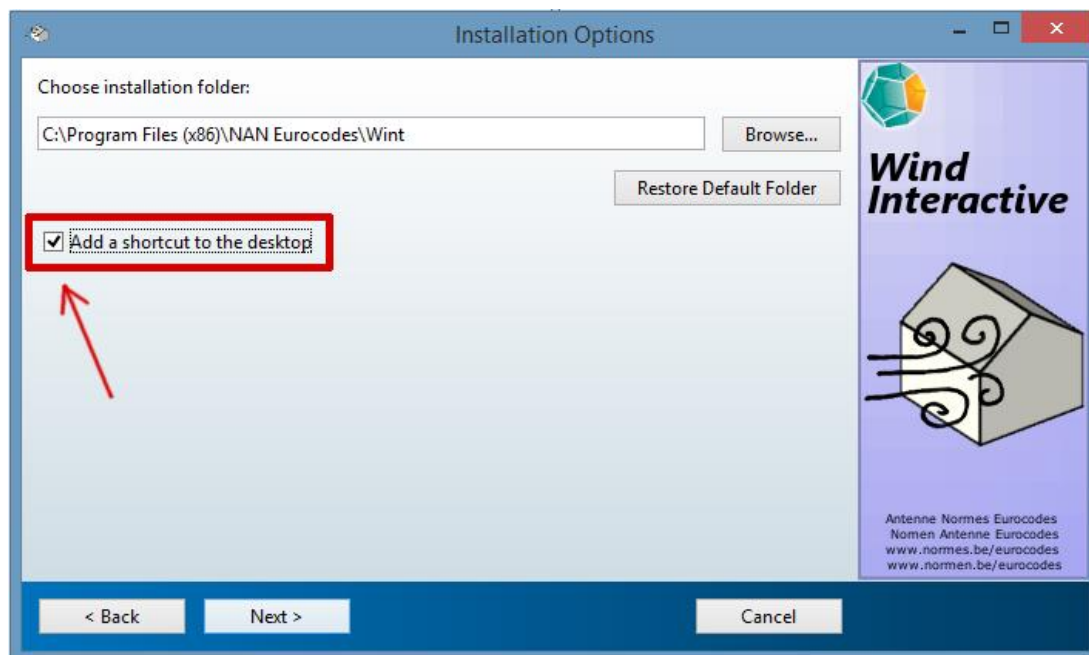 Installation Options
Choose installation folder:
C:\Program Files (x86)\NAN Eurocodes\Wint
Browse...
Restore Default Folder
Add a shortcut to the desktop
Wind
Interactive
Antenne Normes Eurocodes
Nomen Antenne Eurocodes
www.normes.be/eurocodes
www.normen.be/eurocodes
< Back
Next >
Cancel